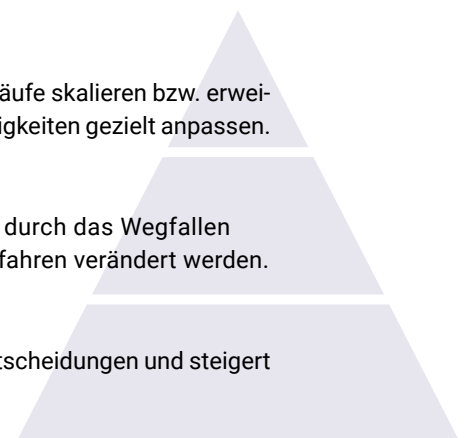 äufe skalieren bzw. erwei-
igkeiten gezielt anpassen.
durch das Wegfallen
fahren verändert werden.
tscheidungen und steigert